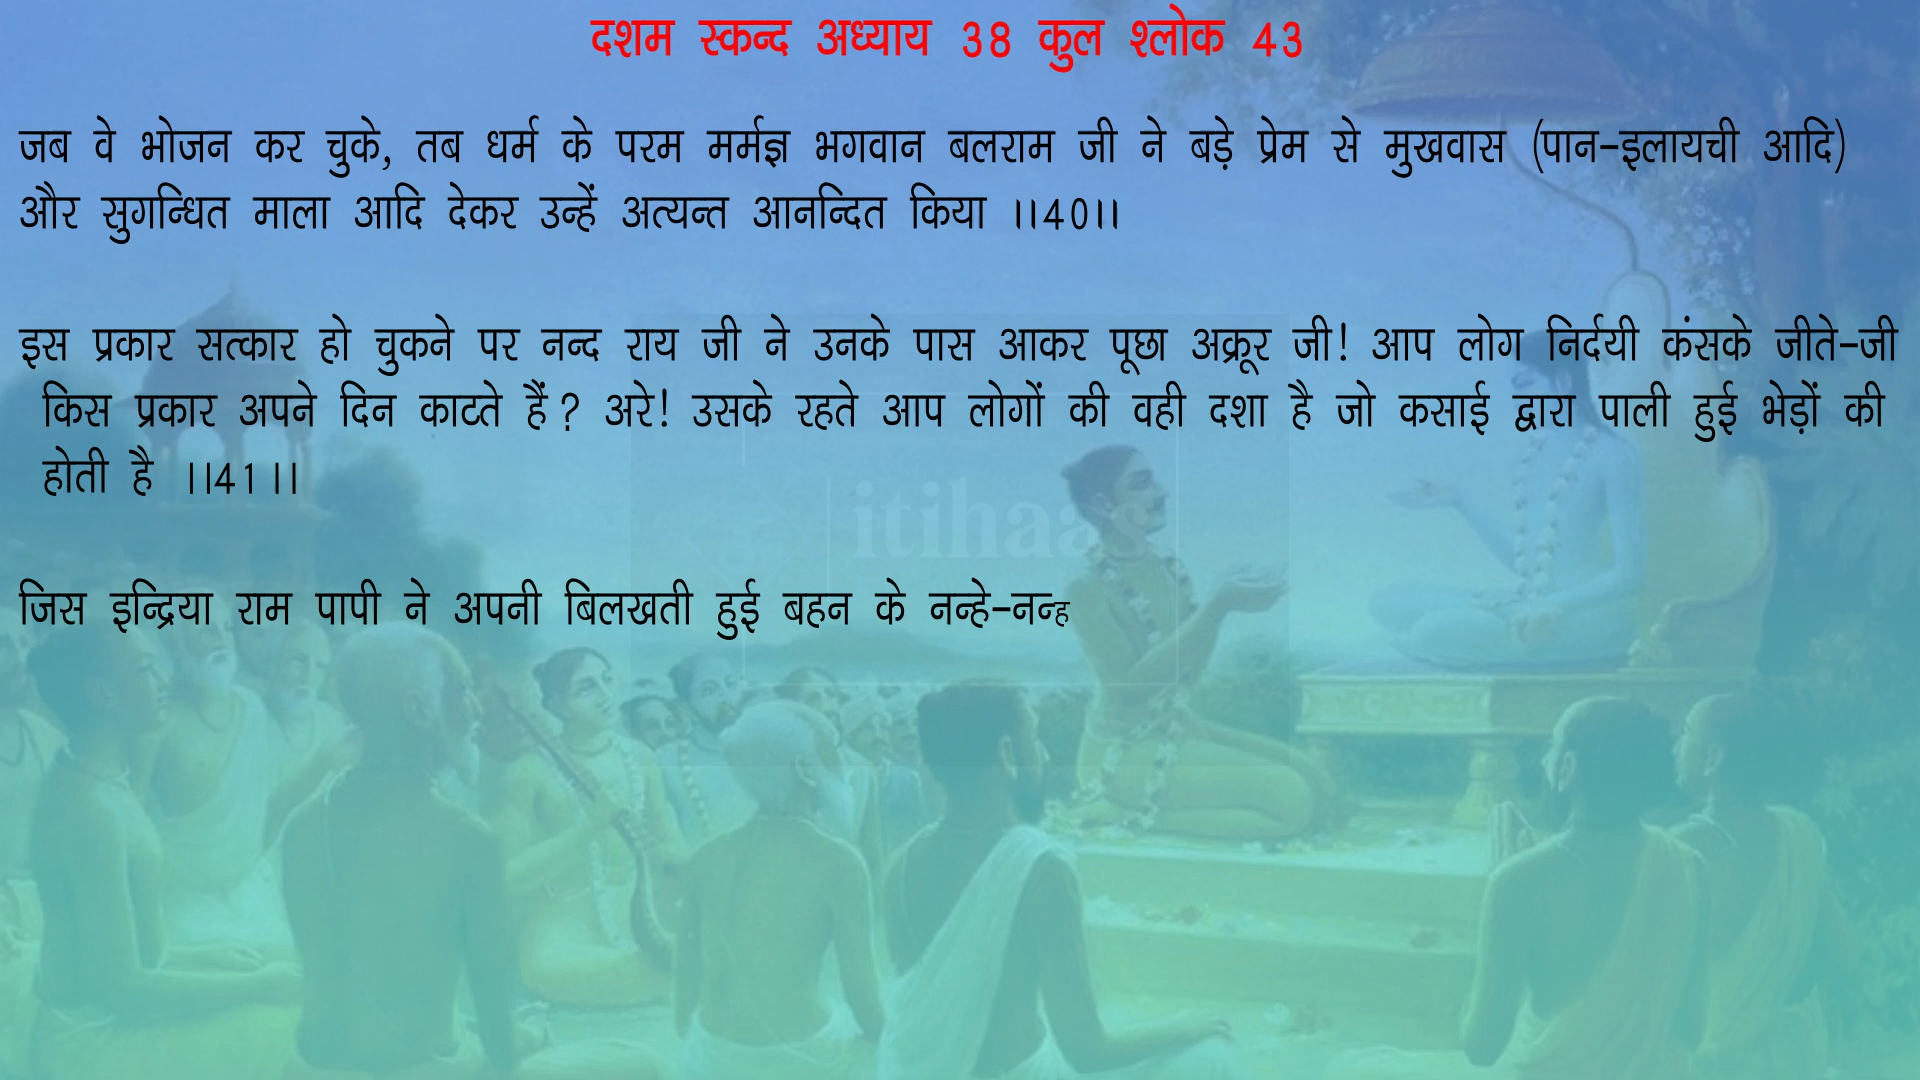 दशम स्कन्द अध्याय 38 कुल श्लोक 43
जब वे भोजन कर चुके, तब धर्म के परम मर्मज्ञ भगवान बलराम जी ने बड़े प्रेम से मुखवास (पान-इलायची आदि)
और सुगन्धित माला आदि देकर उन्हें अत्यन्त आनन्दित किया ।।40।।
इस प्रकार सत्कार हो चुकने पर नन्द राय जी ने उनके पास आकर पूछा अक्रूर जी! आप लोग निर्दयी कंसके जीते-जी
किस प्रकार अपने दिन काटते हैं ? अरे! उसके रहते आप लोगों की वही दशा है जो कसाई द्वारा पाली हुई भेड़ों की
होती है ।।41।।
itihaas
जिस इन्द्रिया राम पापी ने अपनी बिलखती हुई बहन के नन्हे-नन्ह